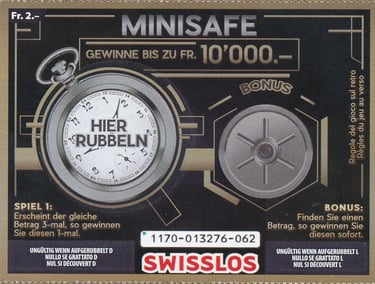 Fr. 2.–
MINISAFE
GEWINNE BIS ZU FR. 10'000.–
BONUS
HIER
RUBBELN
Regole del gioco sul retro
Règles du jeu au verso
SPIEL 1:
Erscheint der gleiche
Betrag 3-mal, so gewinnen
Sie diesen 1-mal.
BONUS:
Finden Sie einen
Betrag, so gewinnen Sie
diesen sofort.
UNGÜLTIG WENN AUFGERUBBELT D
NULLO SE GRATTATO D
NUL SI DÉCOUVERT D
1170-013276-062
SWISSLOS
UNGÜLTIG WENN AUFGERUBBELT L
NULLO SE GRATTATO L
NUL SI DÉCOUVERT L